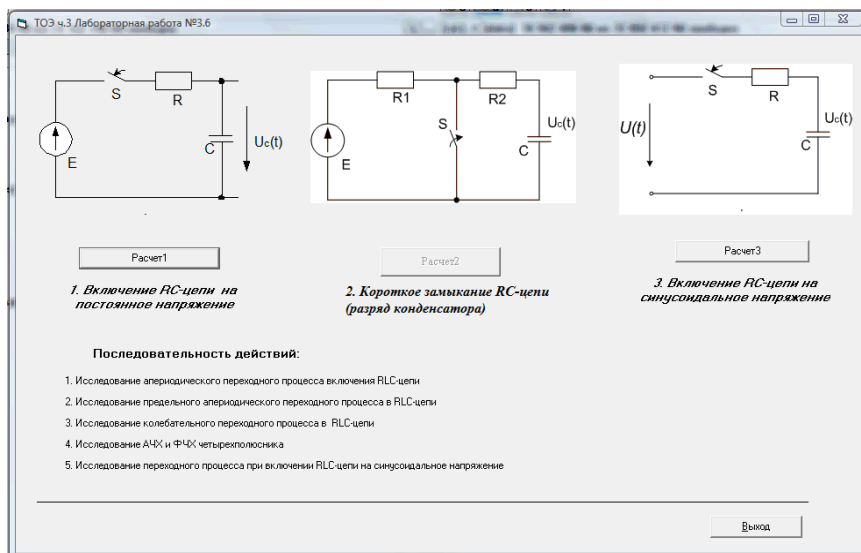 ТОЭ ч.3 Лабораторная работа №3.6
S
R
E
C
Uc(t)
R1
R2
S
E
C
Uc(t)
S
R
U(t)
C
Uc(t)
Расчет1
Расчет2
Расчет3
1. Включение RC-цепи на
постоянное напряжение
2. Короткое замыкание RC-цепи
(разряд конденсатора)
3. Включение RC-цепи на
синусоидальное напряжение
Последовательность действий:
1. Исследование апериодического переходного процесса включения RLC-цепи
2. Исследование предельного апериодического переходного процесса в RLC-цепи
3. Исследование колебательного переходного процесса в RLC-цепи
4. Исследование АЧХ и ФЧХ четырехполюсника
5. Исследование переходного процесса при включении RLC-цепи на синусоидальное напряжение
Выход